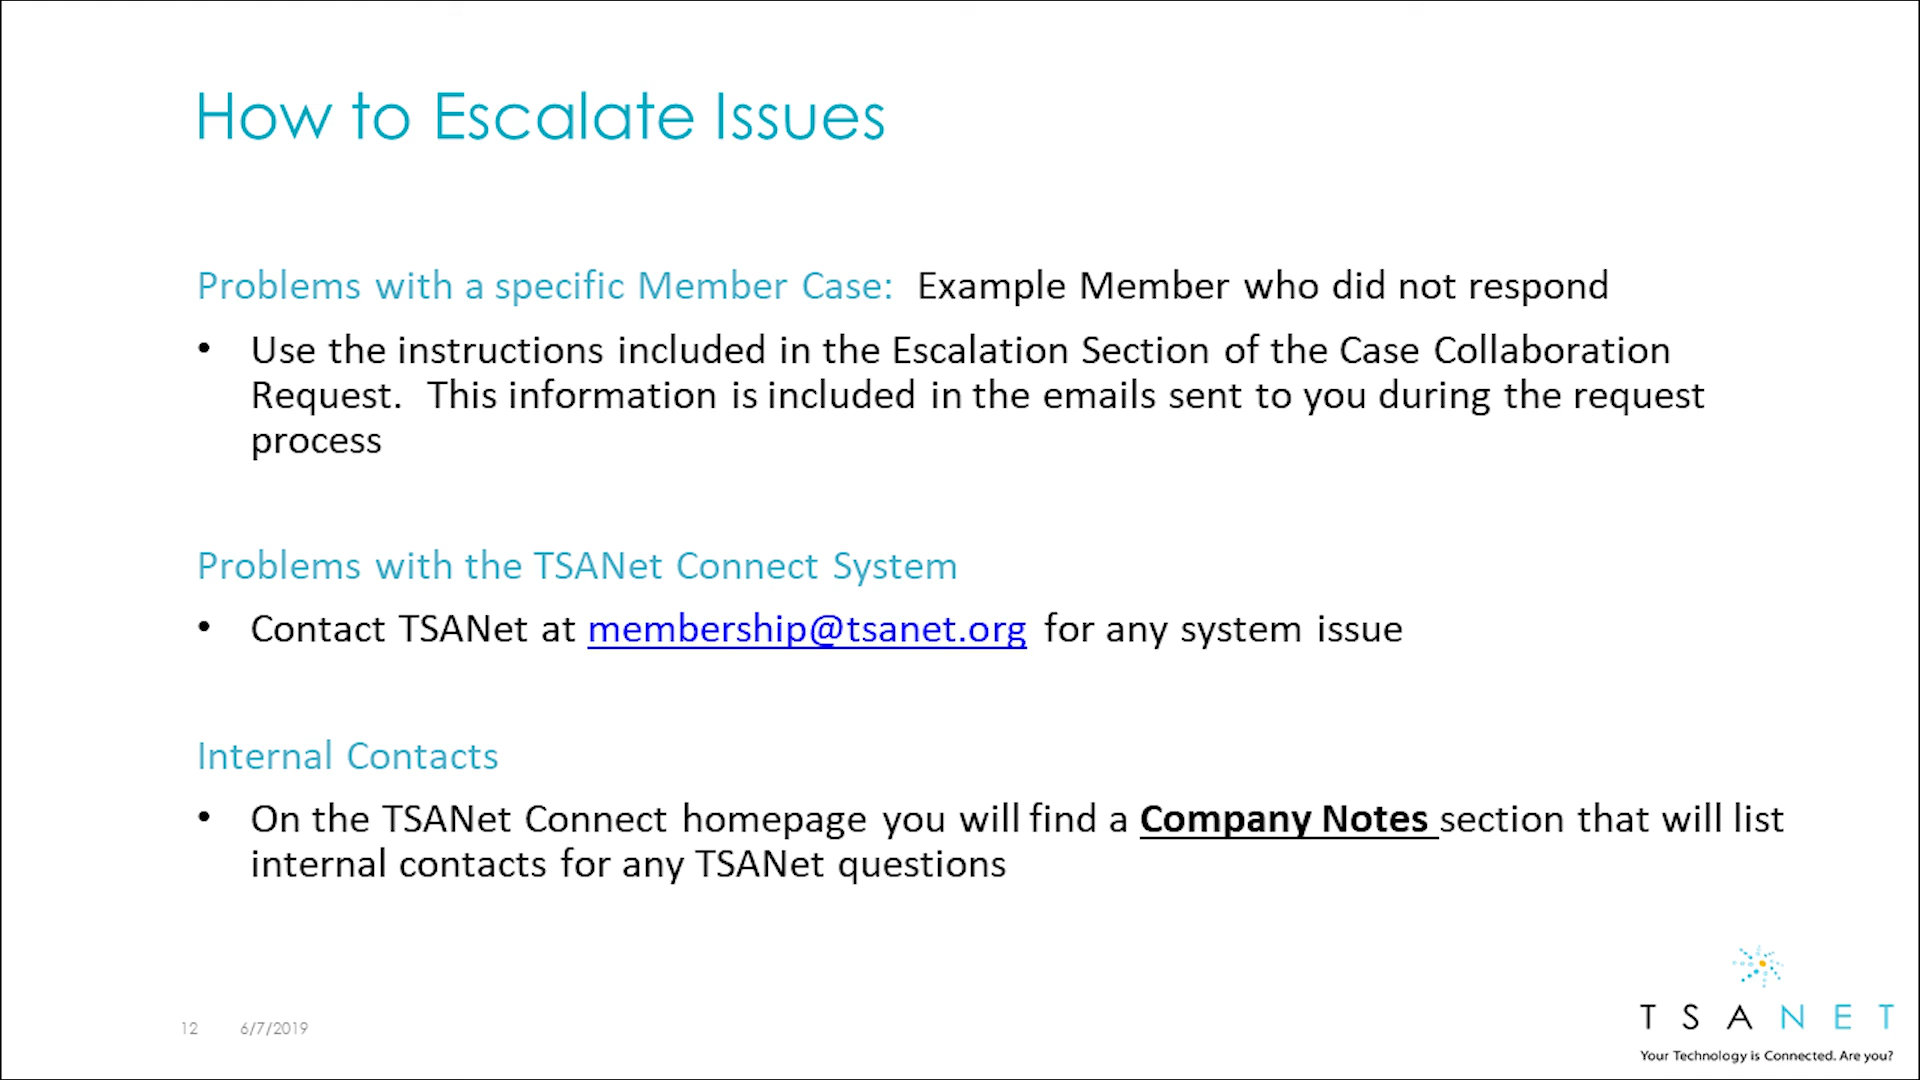 How to Escalate Issues
Problems with a specific Member Case:  Example Member who did not respond
• Use the instructions included in the Escalation Section of the Case Collaboration
Request.  This information is included in the emails sent to you during the request
process
Problems with the TSANet Connect System
• Contact TSANet at membership@tsanet.org for any system issue
Internal Contacts
• On the TSANet Connect homepage you will find a Company Notes section that will list
internal contacts for any TSANet questions
12 6/7/2019
TSANET
Your Technology is Connected. Are you?